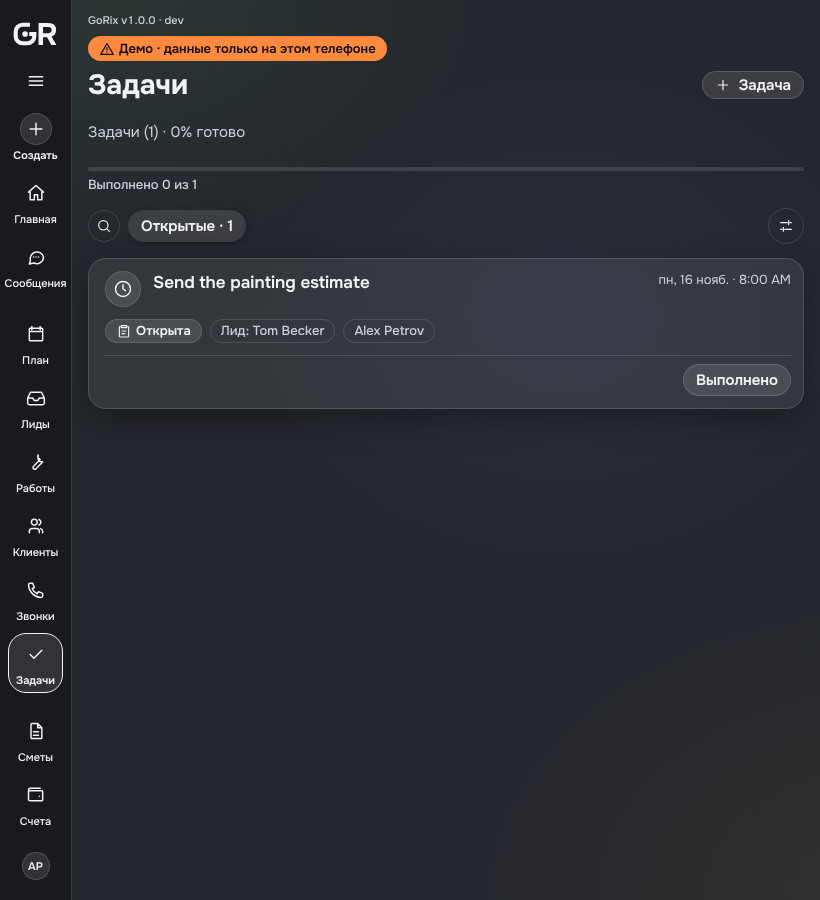 GR
GoRix v1.0.0 · dev
Демо · данные только на этом телефоне
Задачи
Задача
Задачи (1) · 0% готово
Выполнено 0 из 1
Открытые · 1
Send the painting estimate
пн, 16 нояб. · 8:00 AM
Открыта
Лид: Tom Becker
Alex Petrov
Выполнено
Создать
Главная
Сообщения
План
Лиды
Работы
Клиенты
Звонки
Задачи
Сметы
Счета
AP